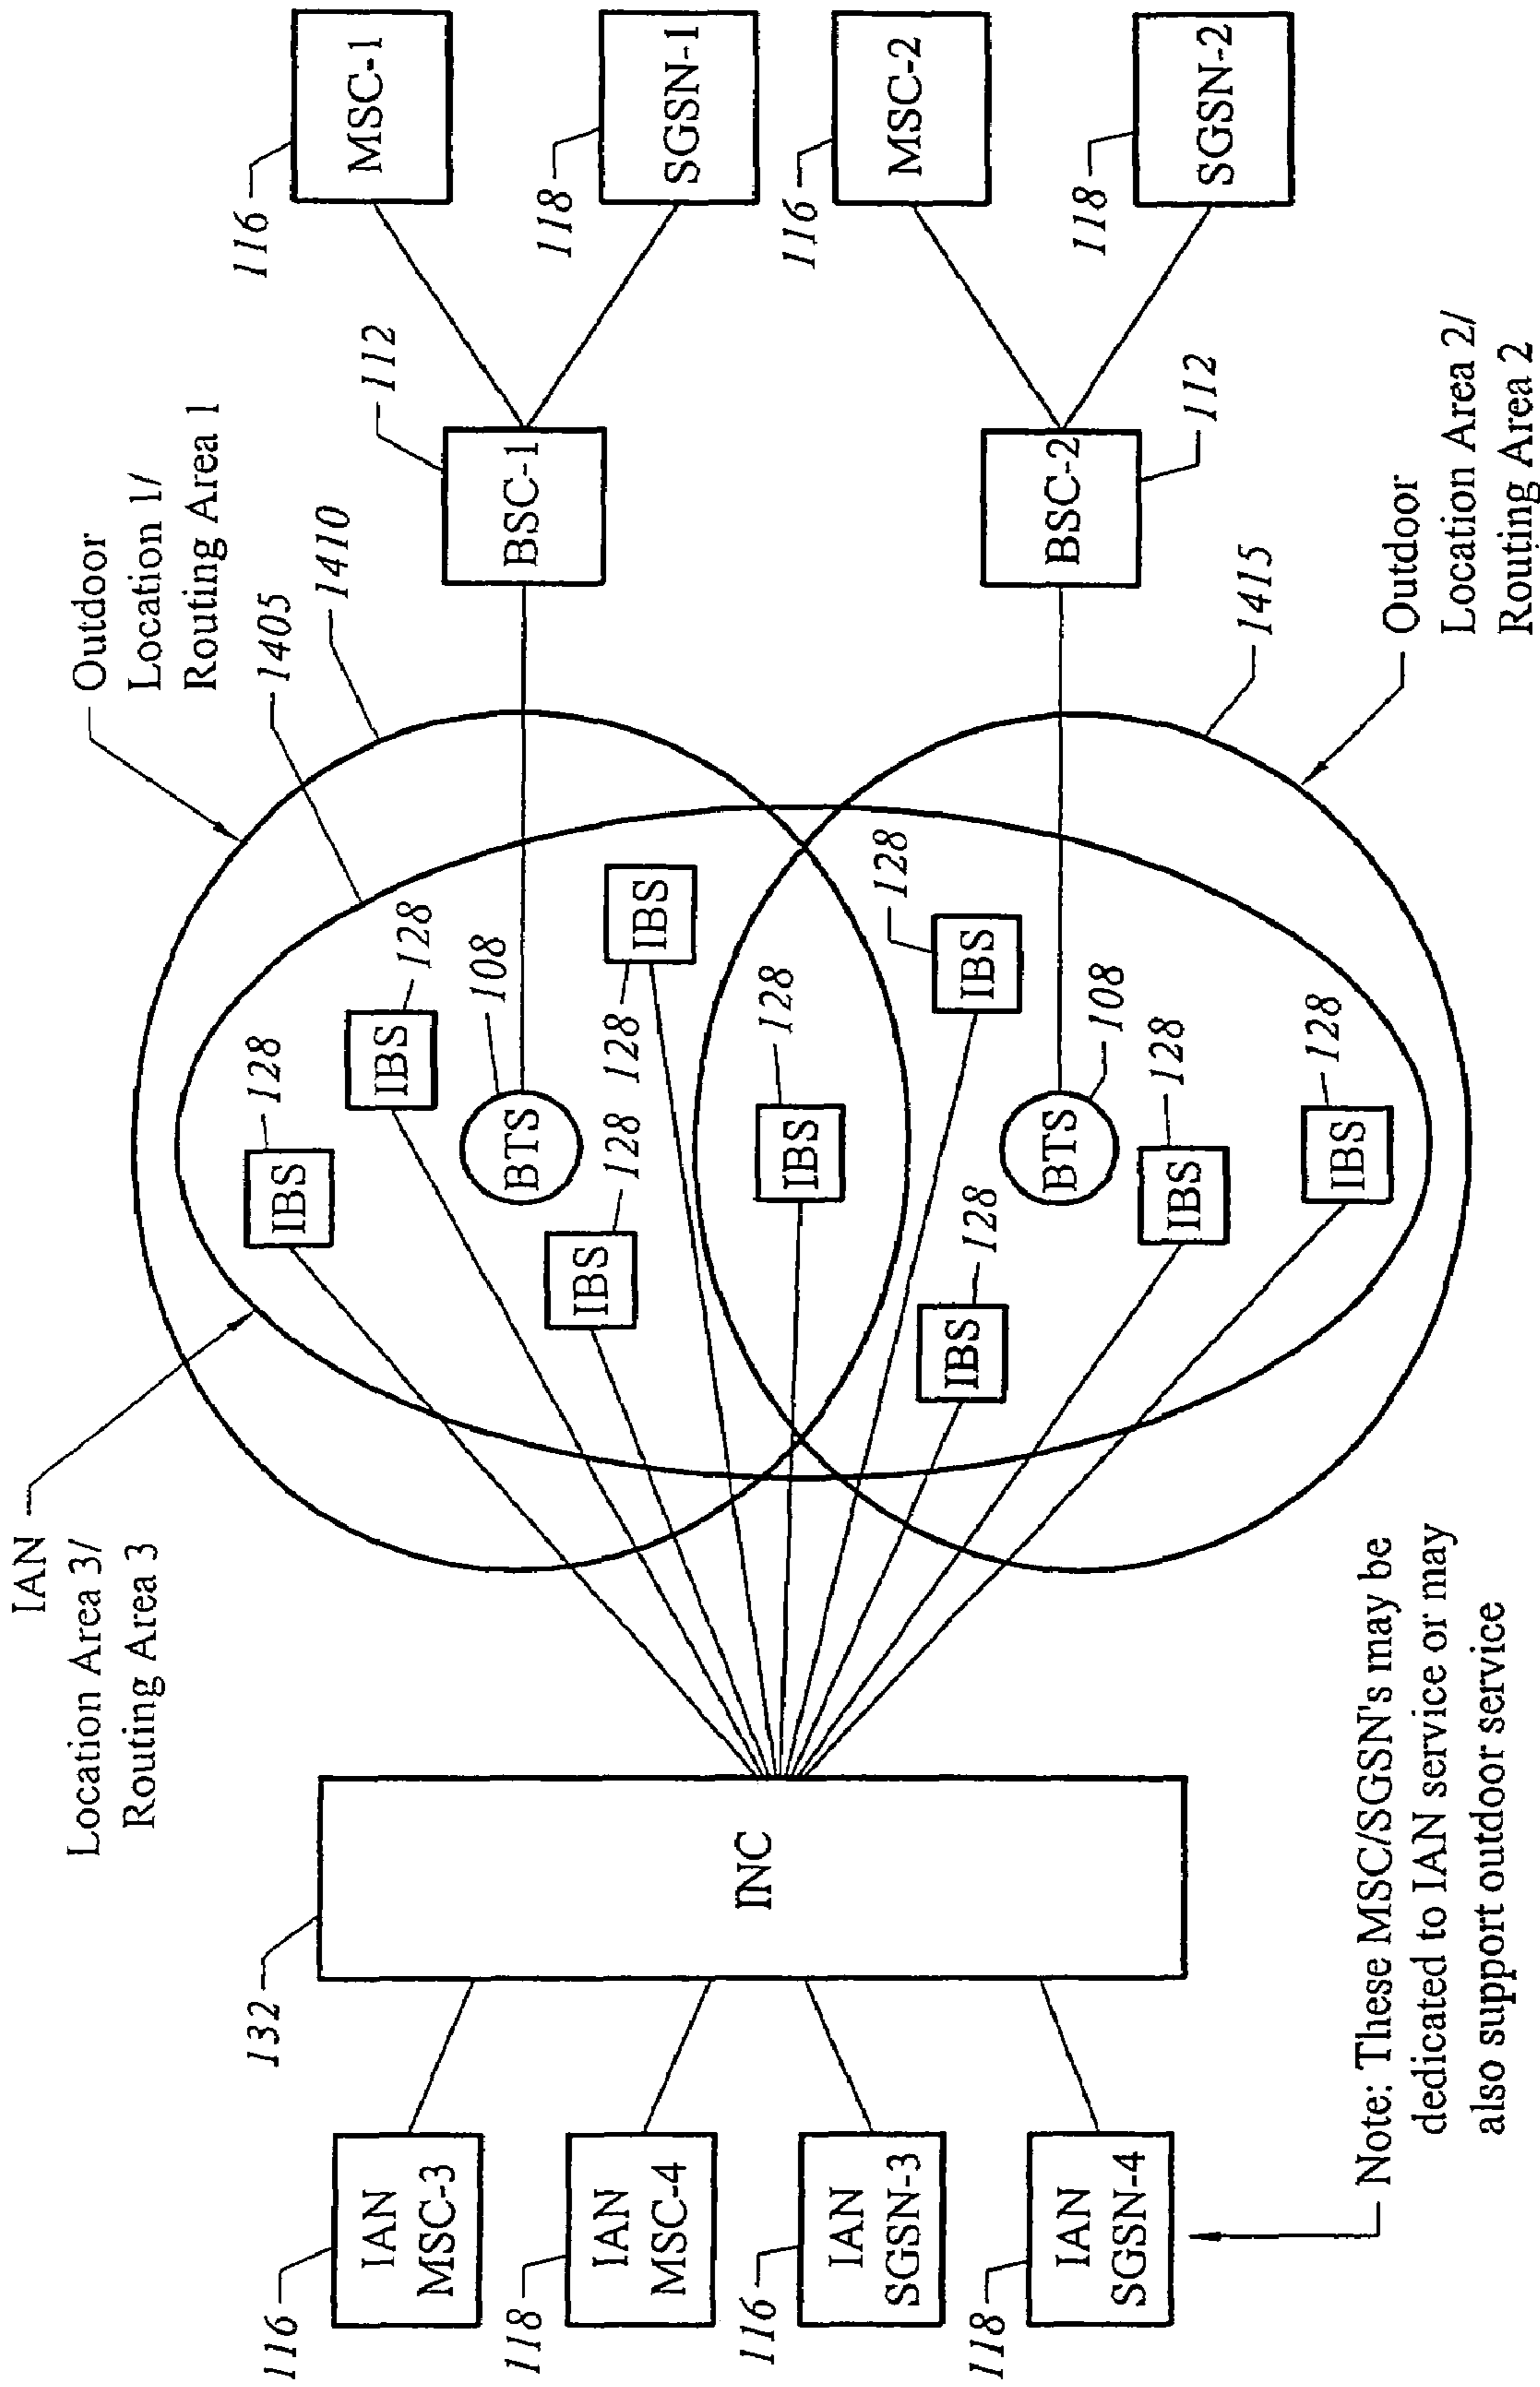 IAN
Location Area 3/
Routing Area 3
Outdoor
Location 1/
Routing Area 1
1405
1410
132
INC
116
IAN
MSC-3
118
IAN
MSC-4
116
IAN
SGSN-3
118
IAN
SGSN-4
IBS
128
IBS
128
IBS
128
IBS
128
BTS
108
IBS
128
IBS
128
IBS
128
BTS
108
IBS
128
IBS
128
BSC-1
112
BSC-2
112
116
MSC-1
118
SGSN-1
116
MSC-2
118
SGSN-2
1415
Outdoor
Location Area 2/
Routing Area 2
Note: These MSC/SGSN's may be
dedicated to IAN service or may
also support outdoor service